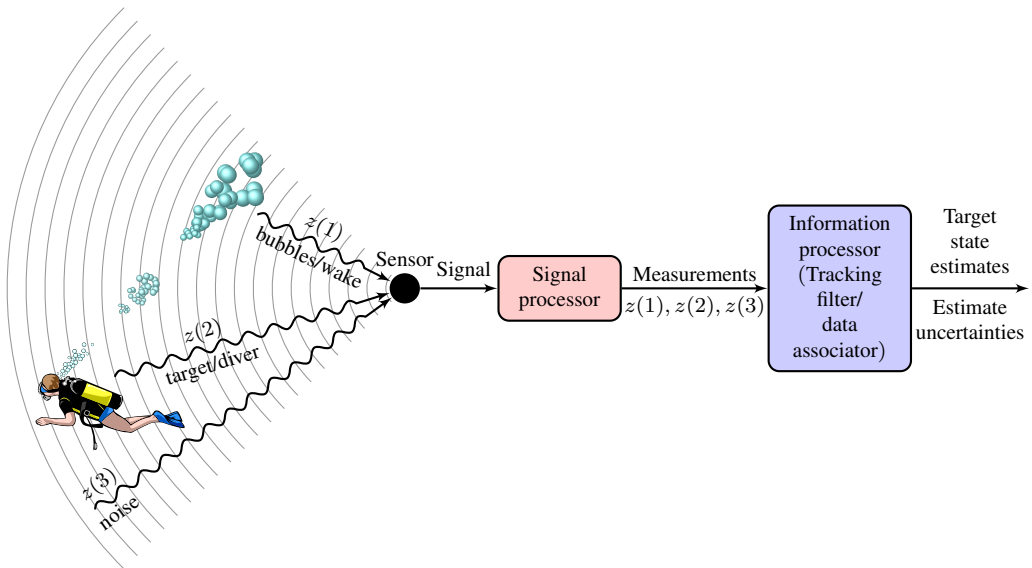 z(1)
bubbles/wake
z(2)
target/diver
z(3)
noise
Sensor
Signal
Signal
processor
Measurements
z(1), z(2), z(3)
Information
processor
(Tracking
filter/
data
associator)
Target
state
estimates
Estimate
uncertainties